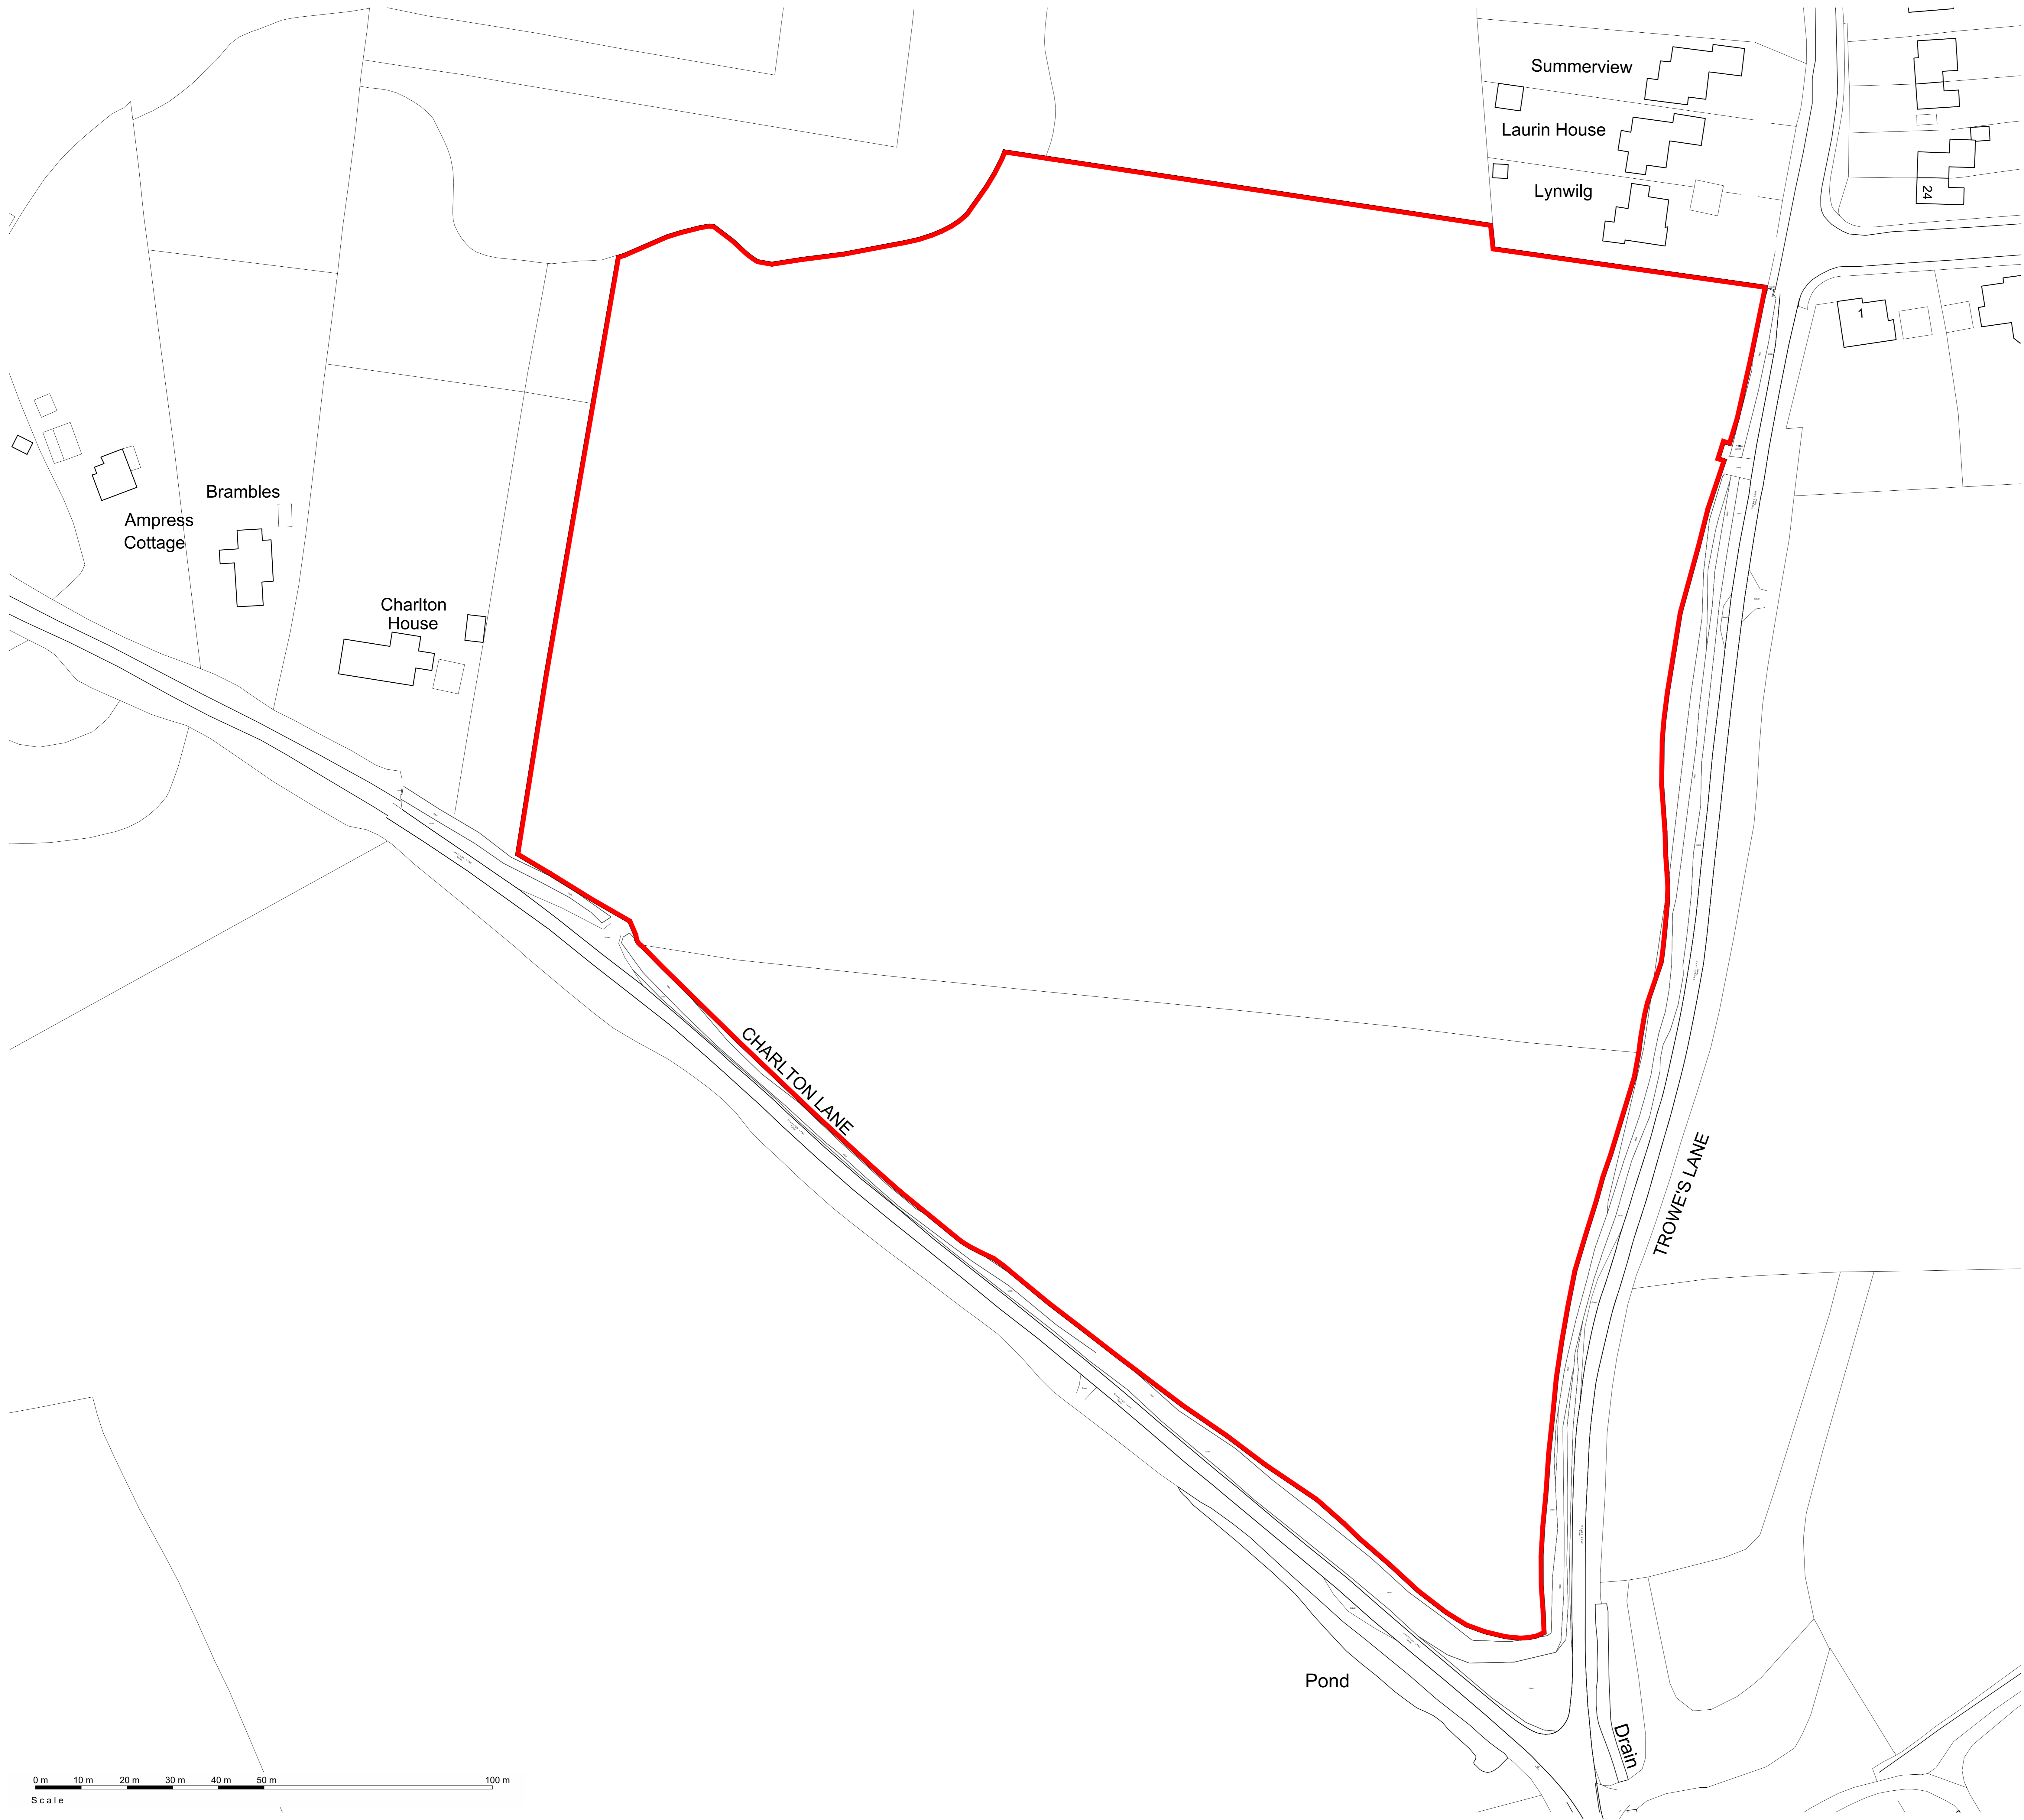 Summerview
Laurin House
Lynwilg
24
1
Brambles
Ampress
Cottage
Charlton
House
CHARLTON LANE
TROWE'S LANE
Pond
Drain
0 m 10 m 20 m 30 m 40 m 50 m 100 m
Scale